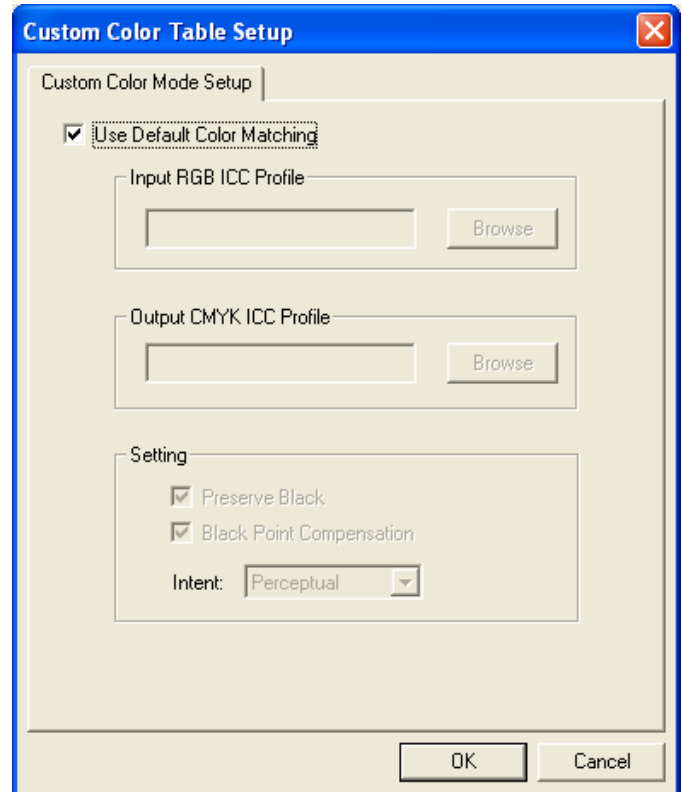 Custom Color Table Setup
Custom Color Mode Setup
Use Default Color Matching
Input RGB ICC Profile
Browse
Output CMYK ICC Profile
Browse
Setting
Preserve Black
Black Point Compensation
Intent: Perceptual
OK Cancel